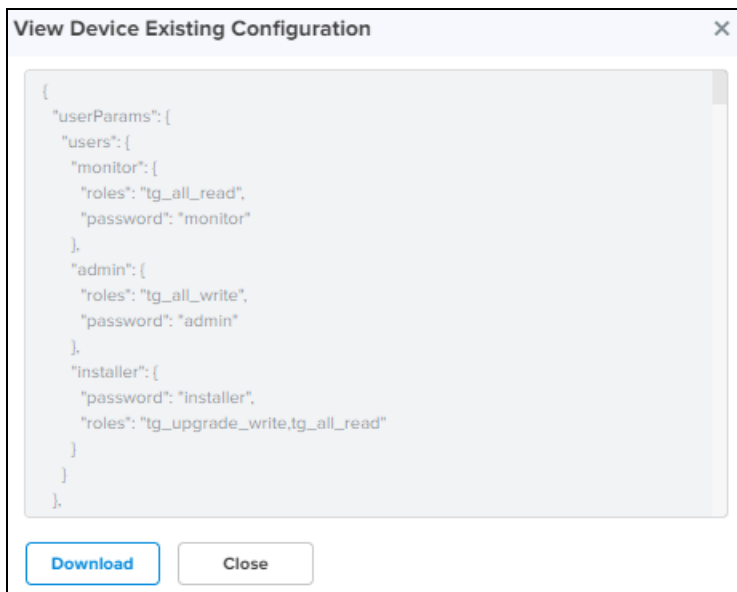 View Device Existing Configuration
{
"userParams": {
"users": {
"monitor": {
"roles": "tg_all_read",
"password": "monitor"
},
"admin": {
"roles": "tg_all_write",
"password": "admin"
},
"installer": {
"password": "installer",
"roles": "tg_upgrade_write,tg_all_read"
}
}
},
Download Close